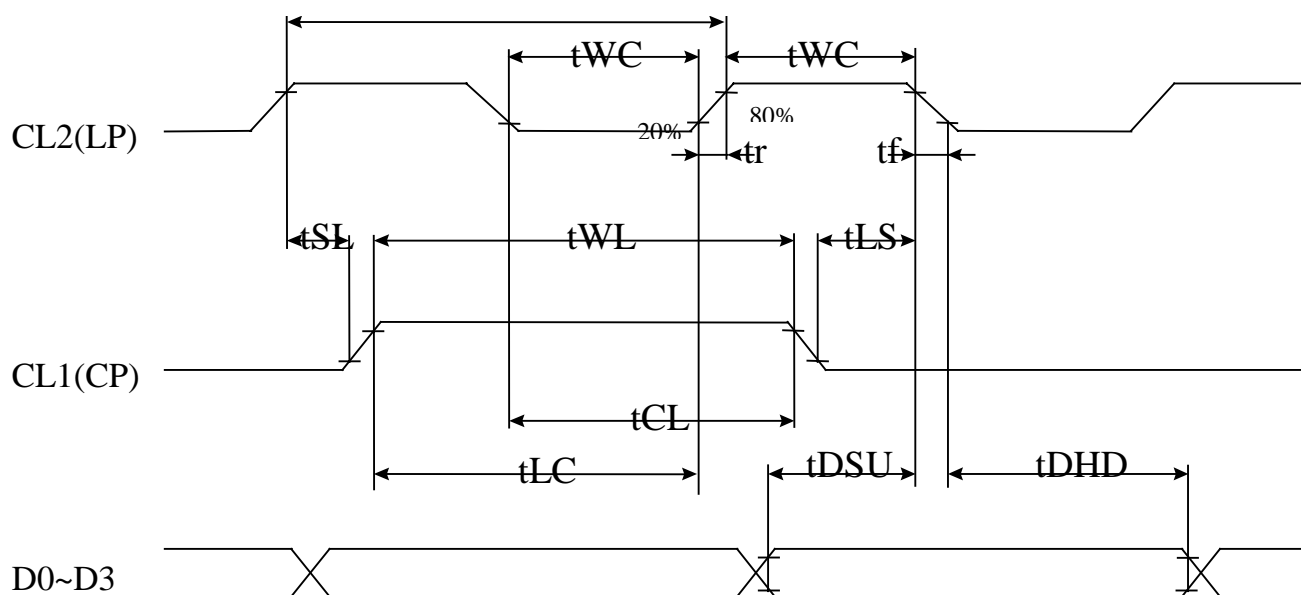 tWC tWC
CL2(LP)
20% 80%
tr tf
tSL tWL tLS
CL1(CP)
tCL
tLC tDSU tDHD
D0~D3